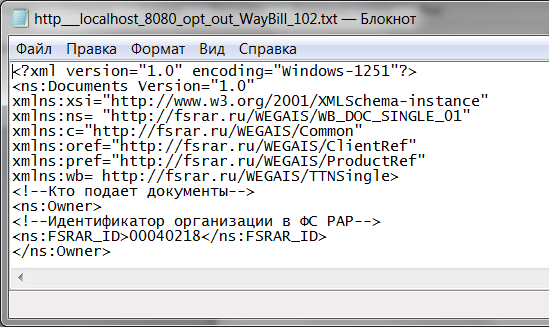 http___localhost_8080_opt_out_WayBill_102.txt — Блокнот
Файл Правка Формат Вид Справка
<?xml version="1.0" encoding="Windows-1251"?>
<ns:Documents Version="1.0"
xmlns:xsi="http://www.w3.org/2001/XMLSchema-instance"
xmlns:ns= "http://fsrar.ru/WEGAIS/WB_DOC_SINGLE_01"
xmlns:c="http://fsrar.ru/WEGAIS/Common"
xmlns:oref="http://fsrar.ru/WEGAIS/ClientRef"
xmlns:pref="http://fsrar.ru/WEGAIS/ProductRef"
xmlns:wb= http://fsrar.ru/WEGAIS/TTNSingle>
<!--Кто подает документы-->
<ns:Owner>
<!--Идентификатор организации в ФС РАР-->
<ns:FSRAR_ID>00040218</ns:FSRAR_ID>
</ns:Owner>